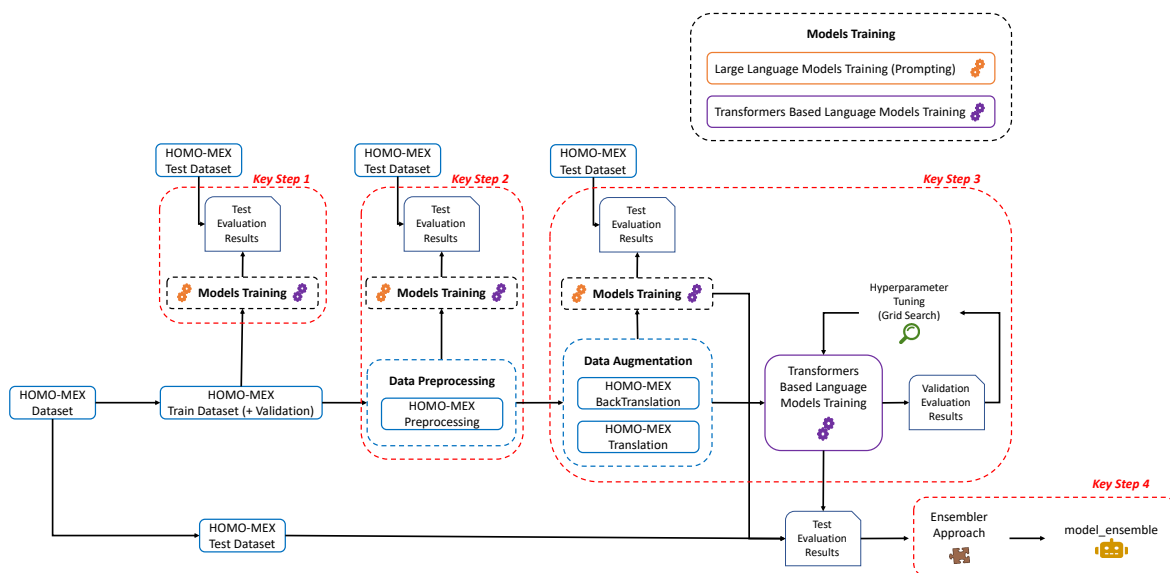 Models Training
Large Language Models Training (Prompting)
Transformers Based Language Models Training
HOMO-MEX
Test Dataset
Key Step 1
Test
Evaluation
Results
Models Training
HOMO-MEX
Test Dataset
Key Step 2
Test
Evaluation
Results
Models Training
HOMO-MEX
Test Dataset
Key Step 3
Test
Evaluation
Results
Models Training
Hyperparameter
Tuning
(Grid Search)
HOMO-MEX
Dataset
HOMO-MEX
Train Dataset (+ Validation)
Data Preprocessing
HOMO-MEX
Preprocessing
Data Augmentation
HOMO-MEX
BackTranslation
HOMO-MEX
Translation
Transformers
Based Language
Models Training
Validation
Evaluation
Results
Key Step 4
HOMO-MEX
Test Dataset
Test
Evaluation
Results
Ensembler
Approach
model_ensemble